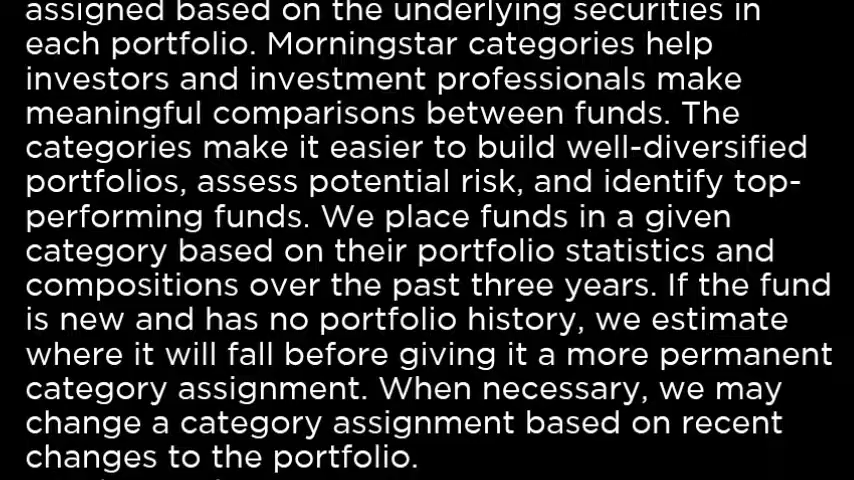 assigned based on the underlying securities in
each portfolio. Morningstar categories help
investors and investment professionals make
meaningful comparisons between funds. The
categories make it easier to build well-diversified
portfolios, assess potential risk, and identify top-
performing funds. We place funds in a given
category based on their portfolio statistics and
compositions over the past three years. If the fund
is new and has no portfolio history, we estimate
where it will fall before giving it a more permanent
category assignment. When necessary, we may
change a category assignment based on recent
changes to the portfolio.